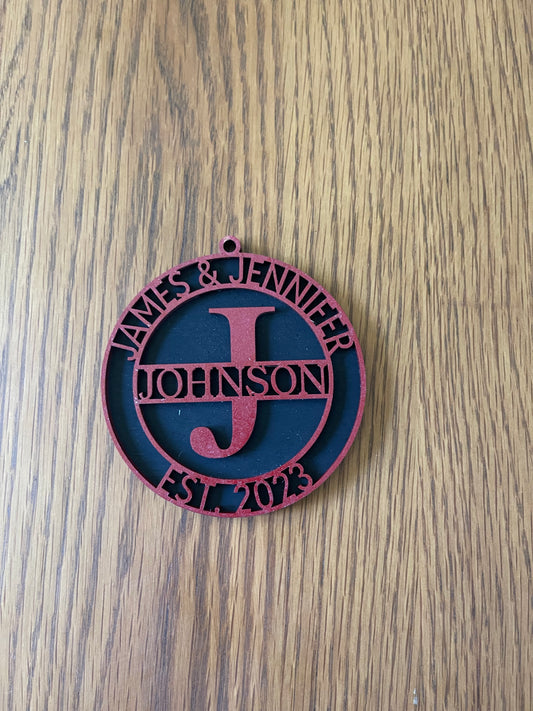 JAMES & JENNIFER
J
JOHNSON
EST. 2023